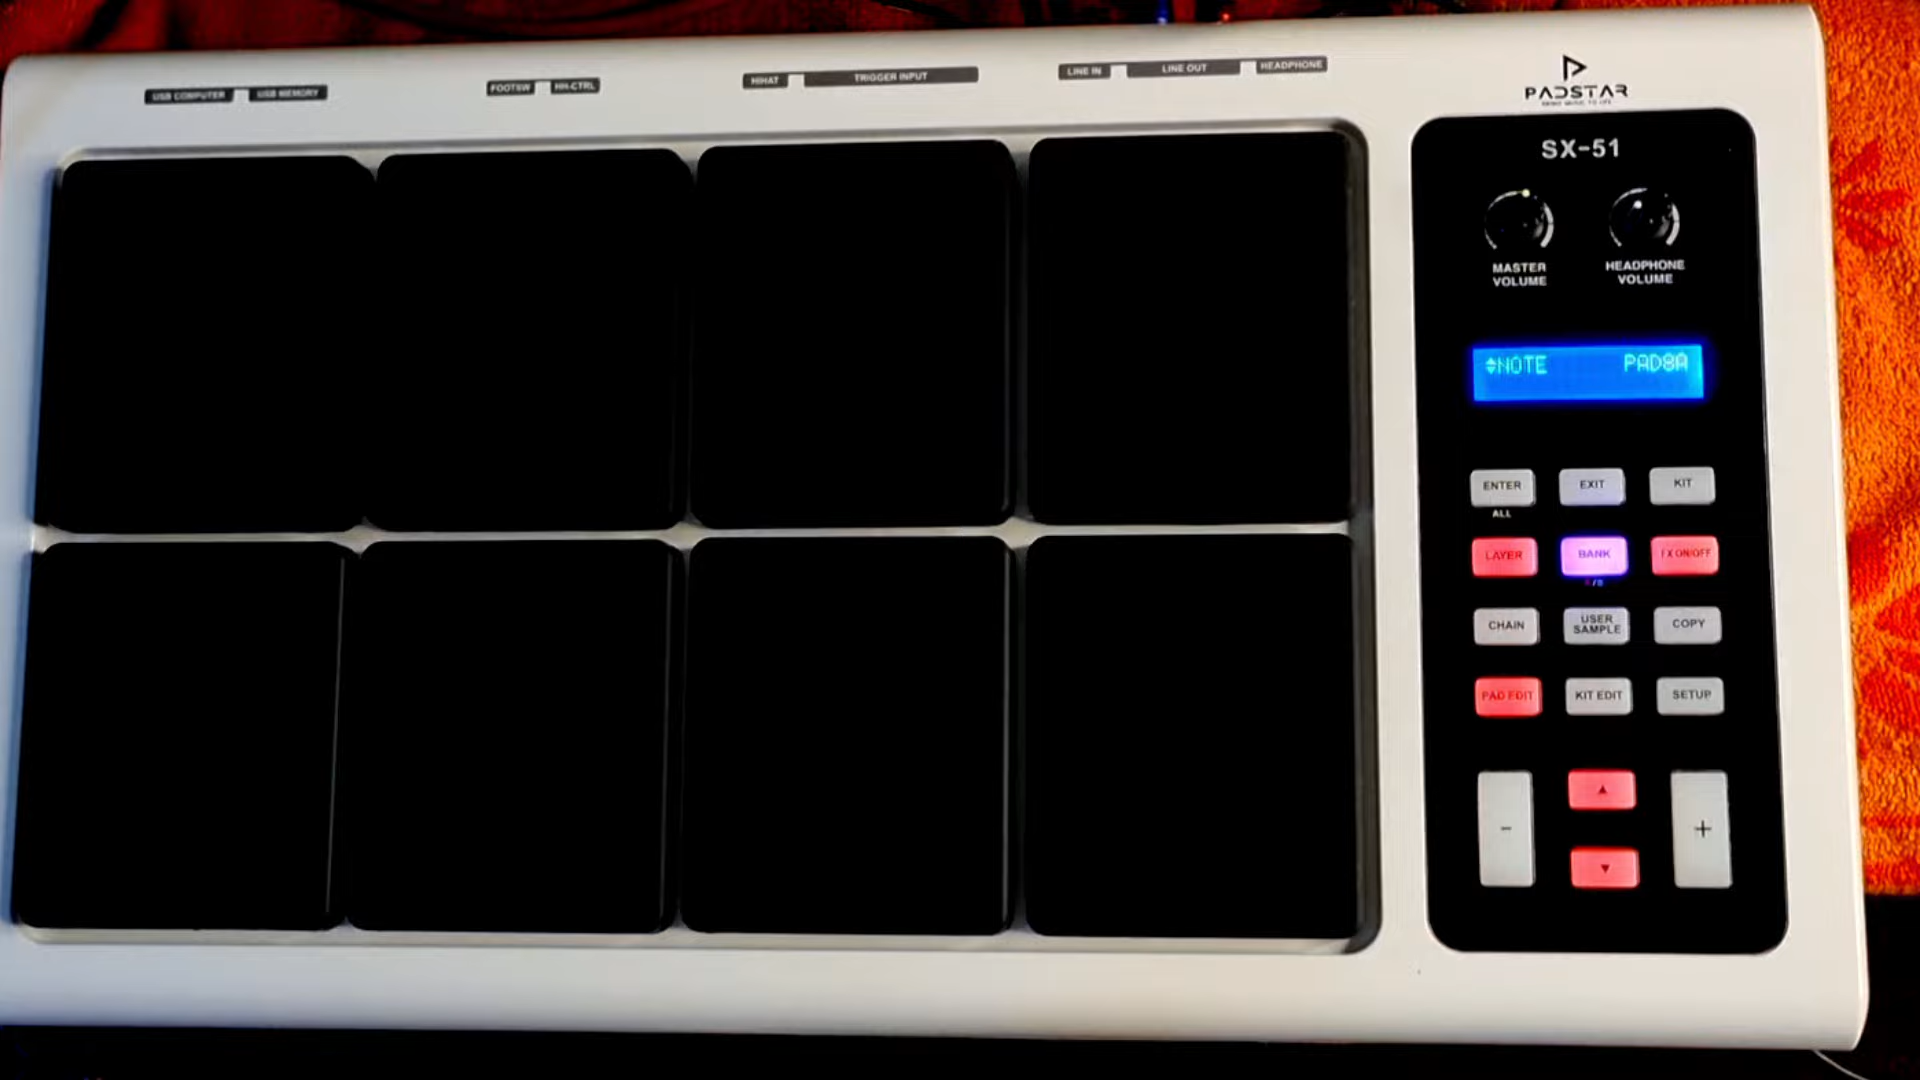 USB COMPUTER USB MEMORY
FOOTSW HH-CTRL
HIHAT TRIGGER INPUT
LINE IN LINE OUT HEADPHONE
PADSTAR
SX-51
MASTER VOLUME
HEADPHONE VOLUME
NOTE PAD8A
ENTER EXIT KIT
ALL
LAYER BANK FX ON/OFF
CHAIN USER SAMPLE COPY
PAD EDIT KIT EDIT SETUP
- ▲ +
▼